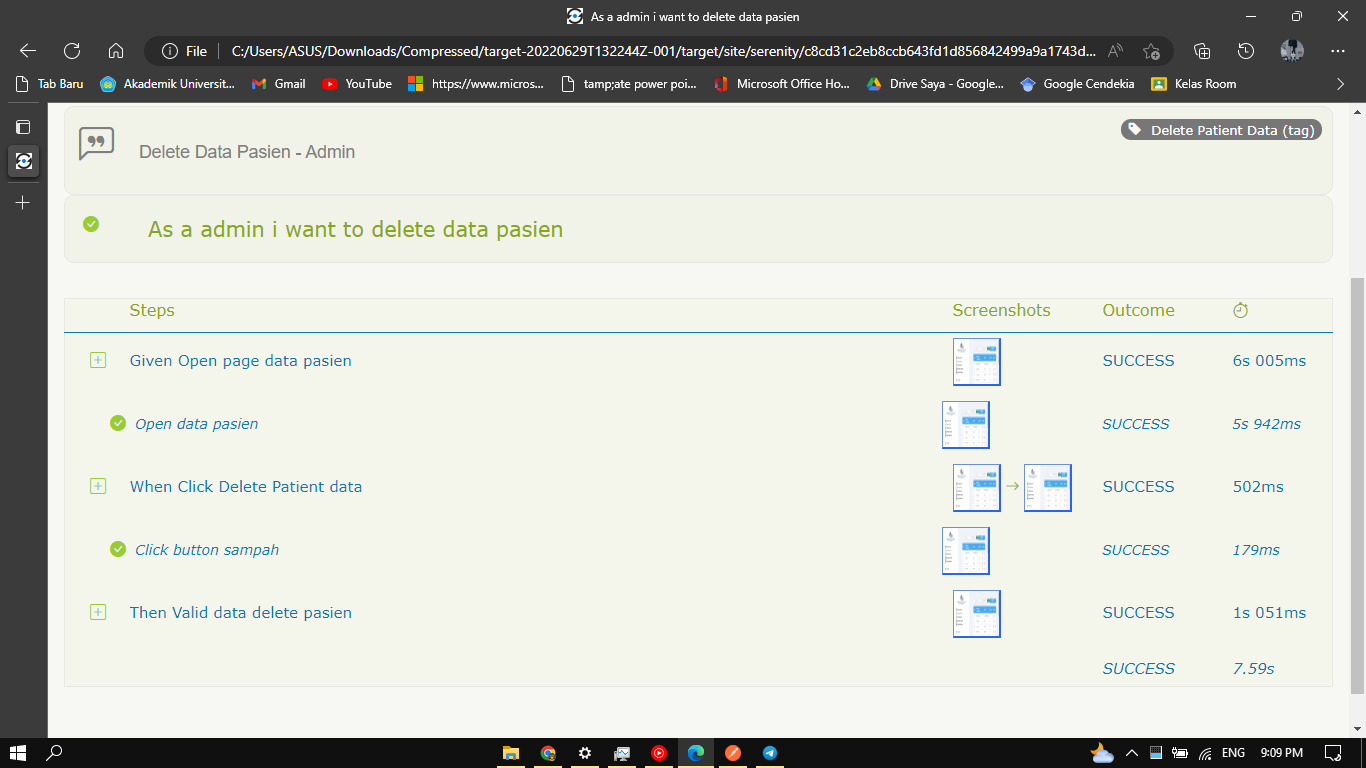 As a admin i want to delete data pasien
File
C:/Users/ASUS/Downloads/Compressed/target-20220629T132244Z-001/target/site/serenity/c8cd31c2eb8ccb643fd1d856842499a9a1743d...
Tab Baru
Akademik Universit...
Gmail
YouTube
https://www.micros...
tamp;ate power poi...
Microsoft Office Ho...
Drive Saya - Google...
Google Cendekia
Kelas Room
Delete Patient Data (tag)
Delete Data Pasien - Admin
As a admin i want to delete data pasien
Steps Screenshots Outcome
Given Open page data pasien SUCCESS 6s 005ms
Open data pasien SUCCESS 5s 942ms
When Click Delete Patient data SUCCESS 502ms
Click button sampah SUCCESS 179ms
Then Valid data delete pasien SUCCESS 1s 051ms
SUCCESS 7.59s
ENG 9:09 PM